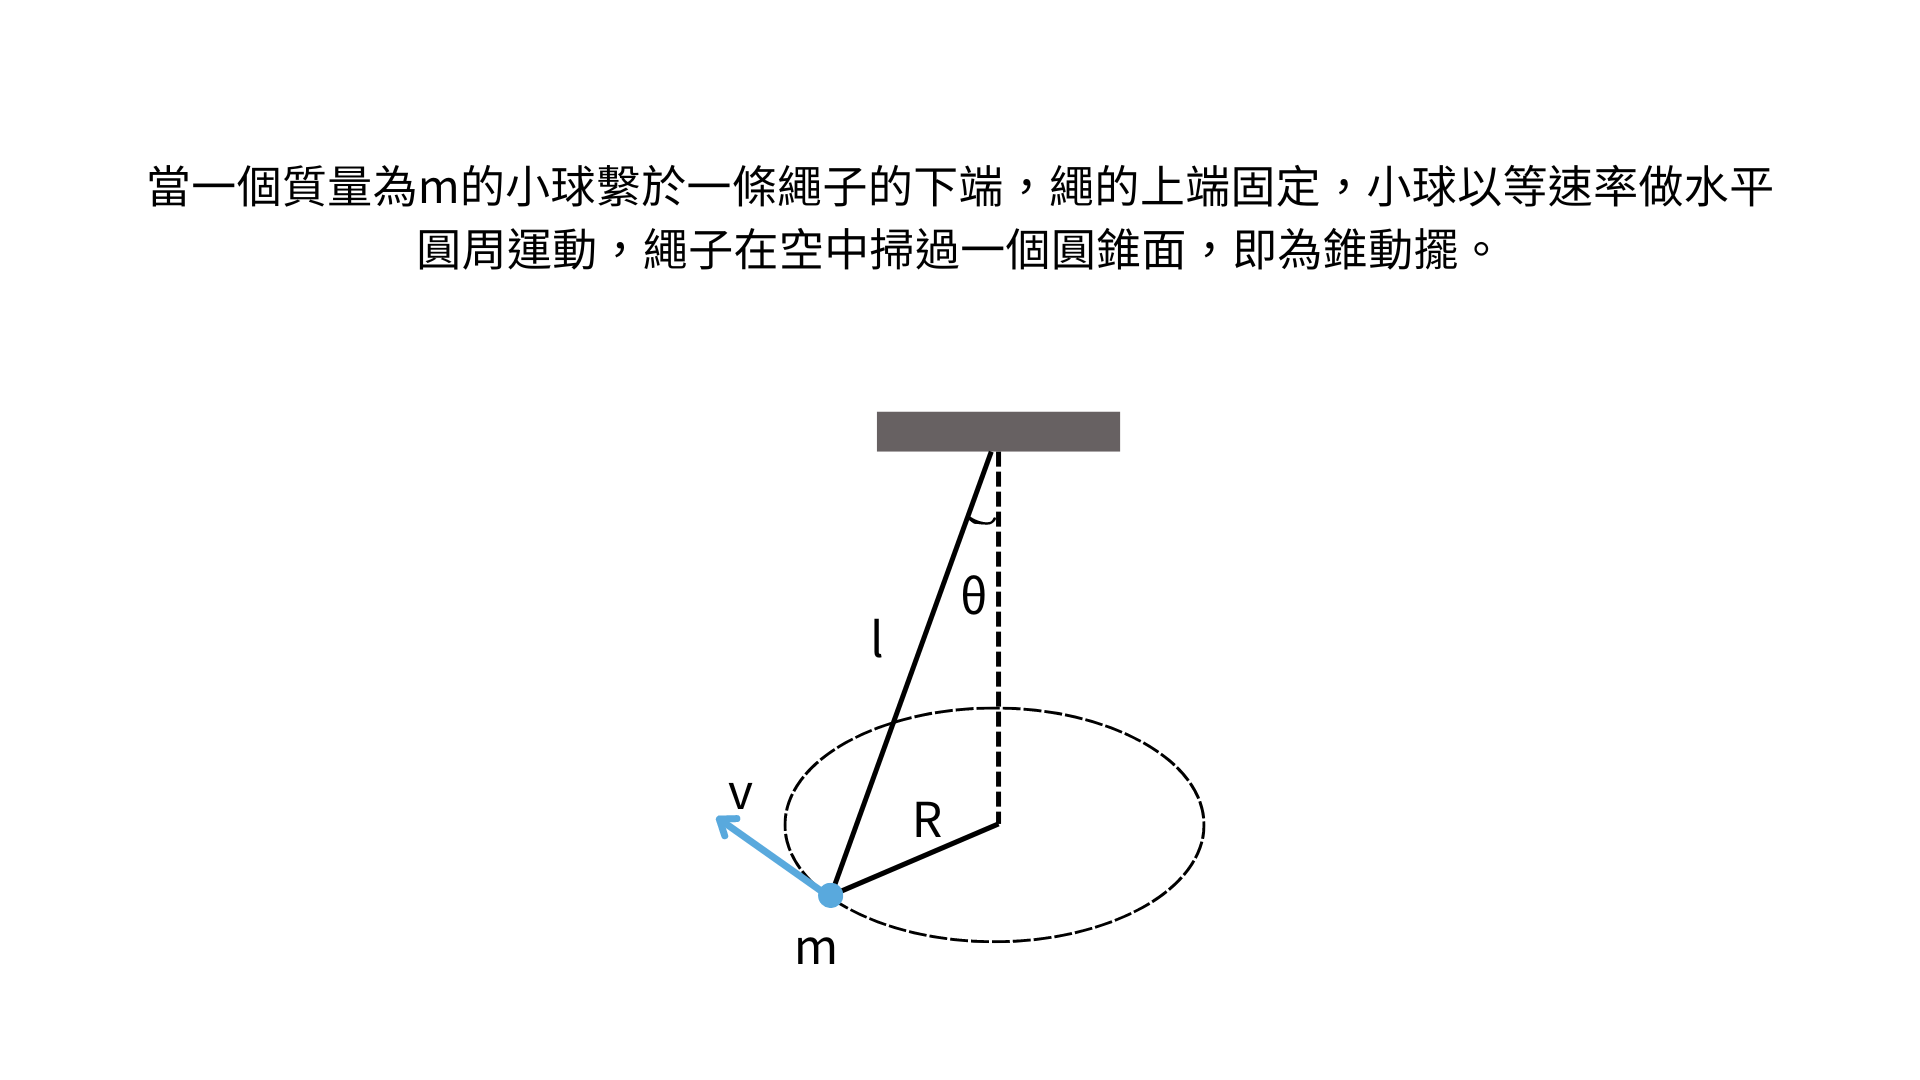 當一個質量為m的小球繫於一條繩子的下端，繩的上端固定，小球以等速率做水平
圓周運動，繩子在空中掃過一個圓錐面，即為錐動擺。
θ
l
v
R
m